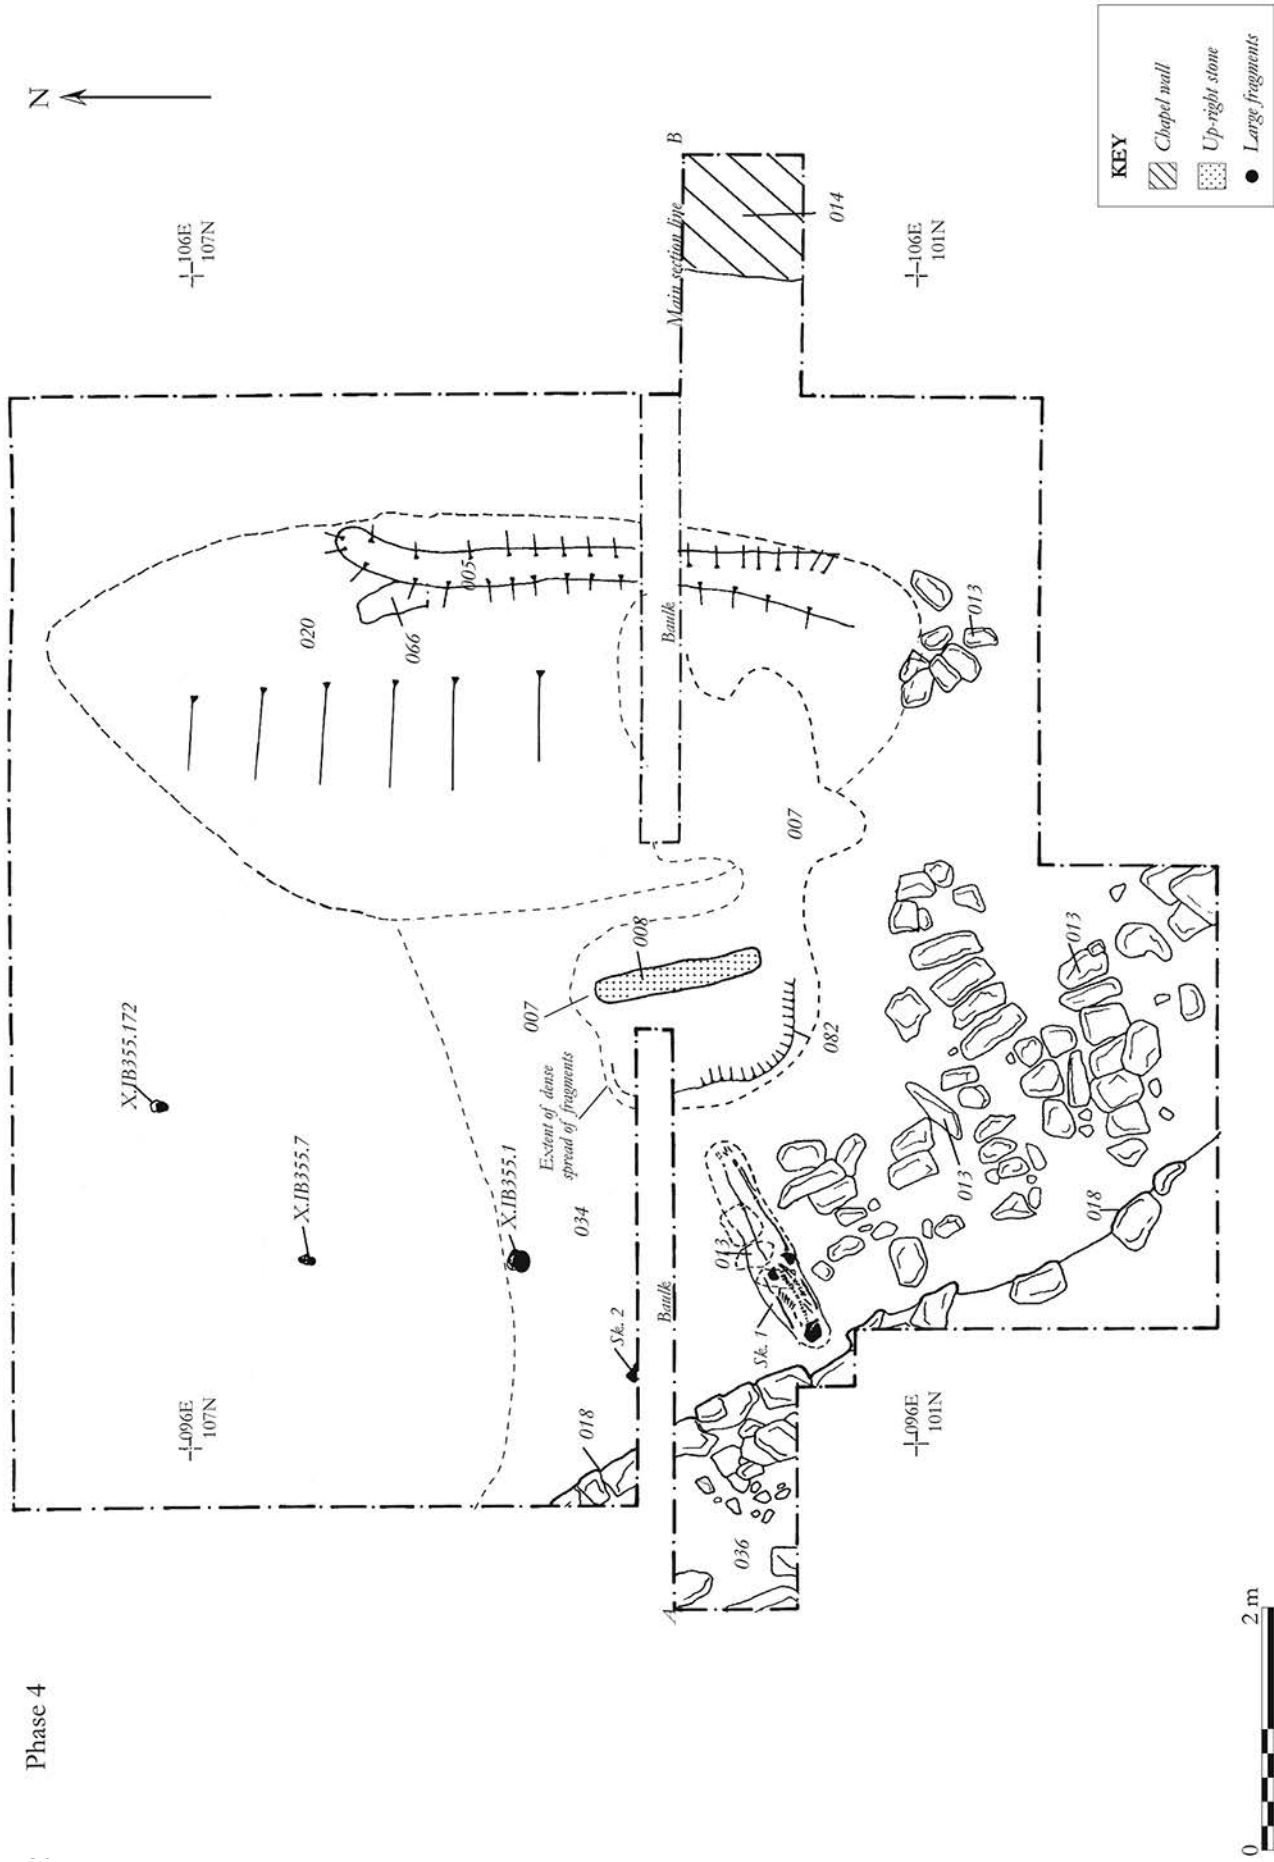 Phase 4
N
106E
107N
096E
107N
X.IB355.172
X.IB355.7
X.IB355.1
020
066
005
007
008
Extent of dense
spread of fragments
034
Sk. 2
018
Baulk
Baulk
Main section line
A
B
014
007
082
013
Sk. 1
036
013
013
013
018
096E
101N
106E
101N
KEY
Chapel wall
Up-right stone
Large fragments
0
2 m